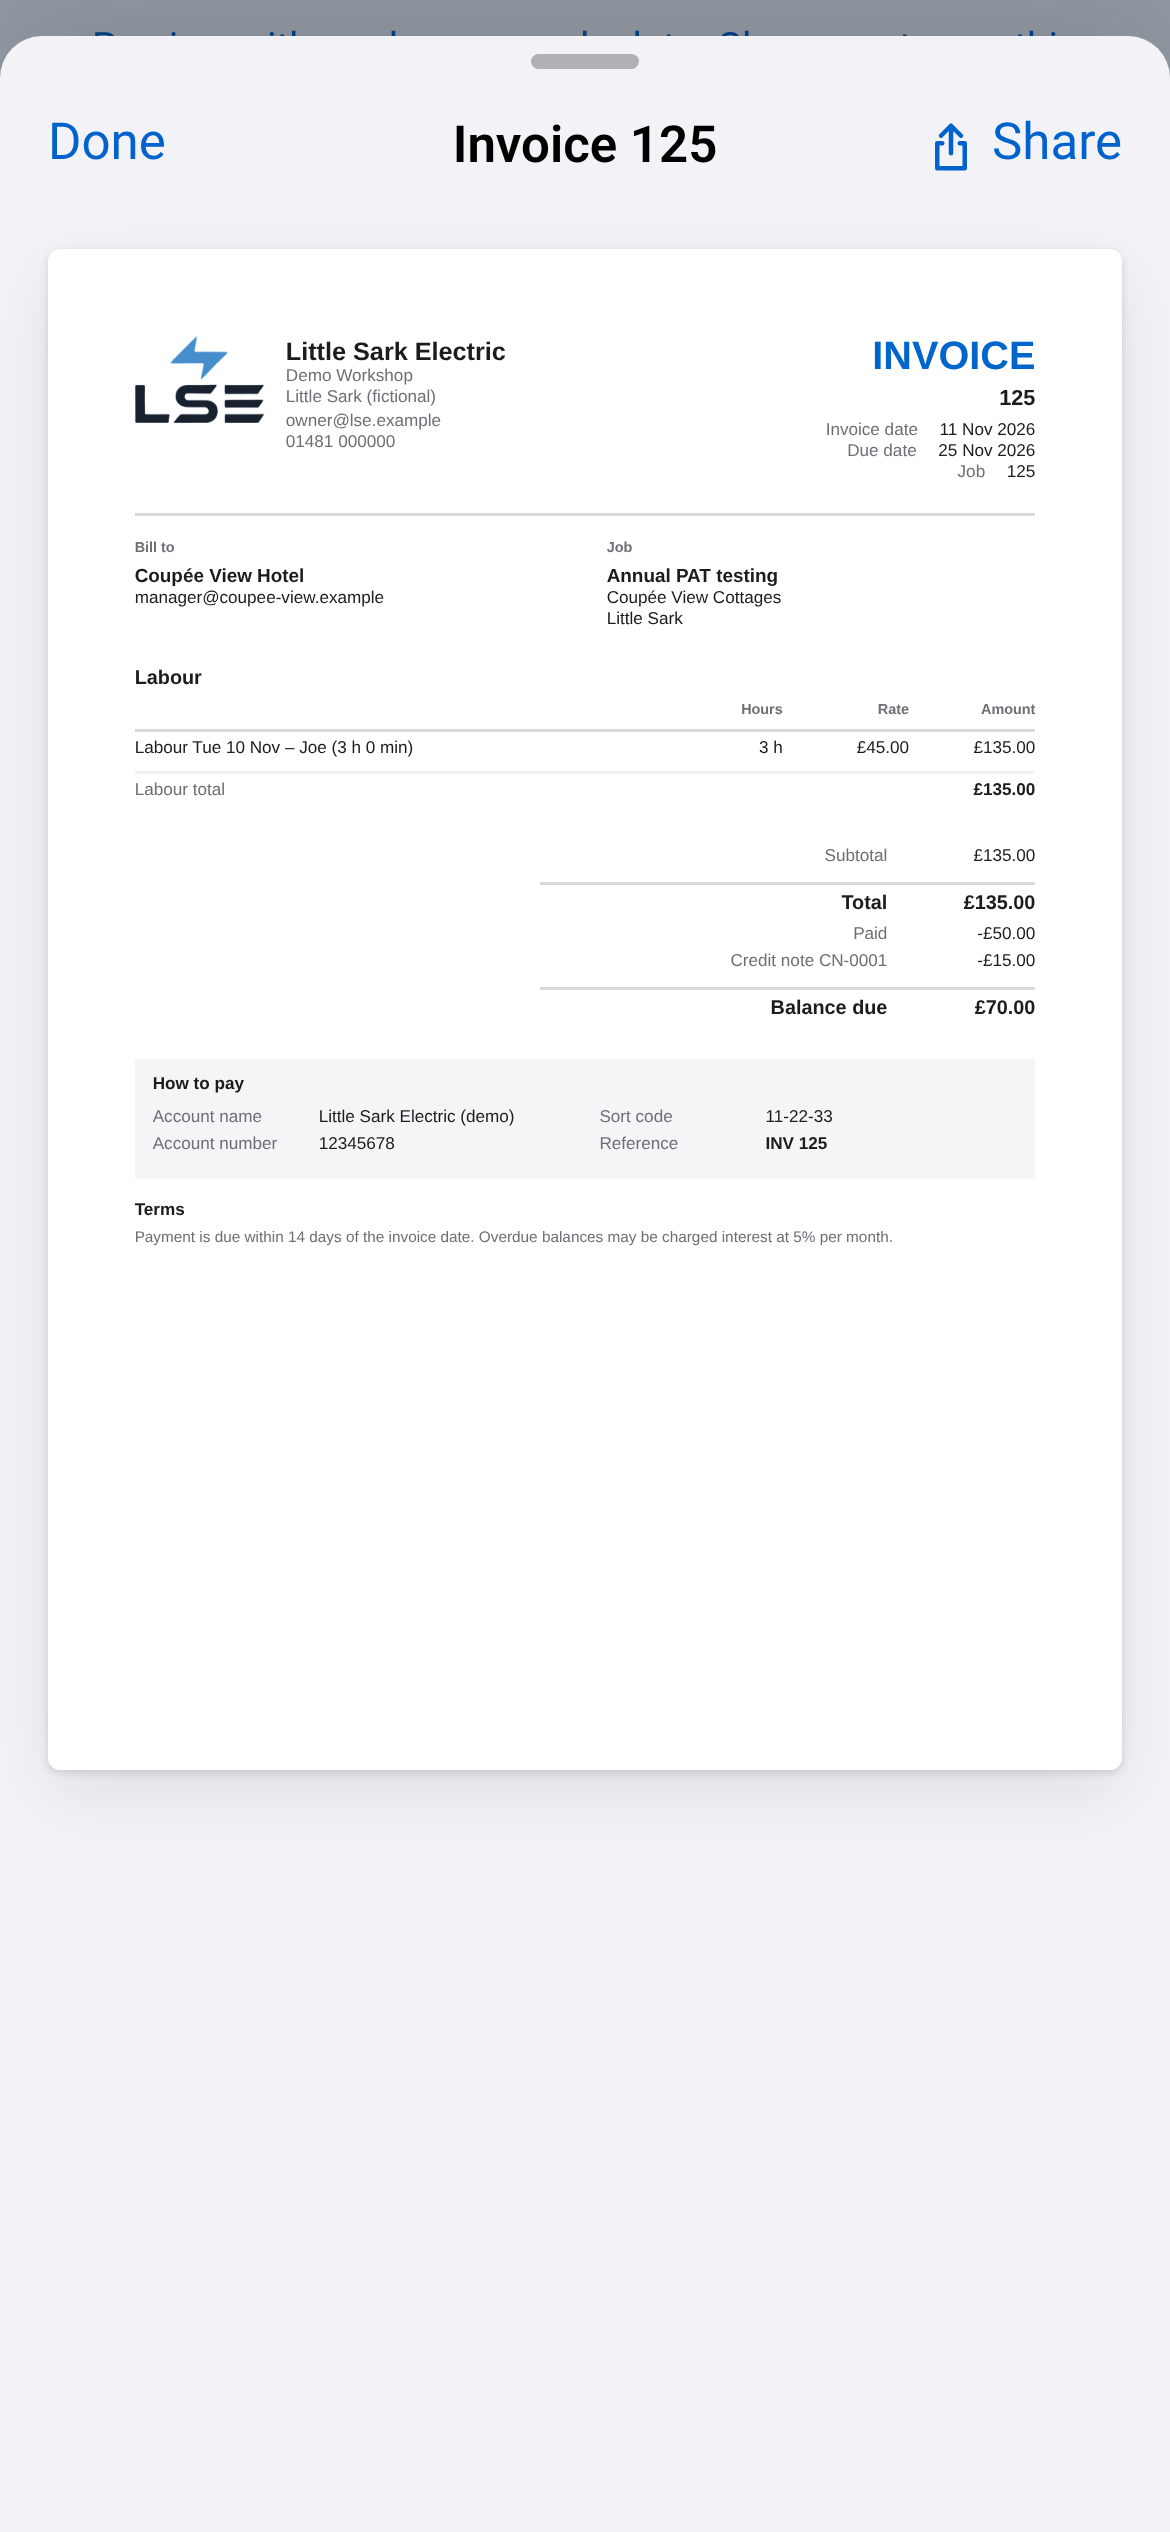 Done
Invoice 125
Share
LSE
Little Sark Electric
Demo Workshop
Little Sark (fictional)
owner@lse.example
01481 000000
INVOICE
125
Invoice date 11 Nov 2026
Due date 25 Nov 2026
Job 125
Bill to
Coupée View Hotel
manager@coupee-view.example
Job
Annual PAT testing
Coupée View Cottages
Little Sark
Labour
Hours Rate Amount
Labour Tue 10 Nov – Joe (3 h 0 min) 3 h £45.00 £135.00
Labour total £135.00
Subtotal £135.00
Total £135.00
Paid -£50.00
Credit note CN-0001 -£15.00
Balance due £70.00
How to pay
Account name Little Sark Electric (demo) Sort code 11-22-33
Account number 12345678 Reference INV 125
Terms
Payment is due within 14 days of the invoice date. Overdue balances may be charged interest at 5% per month.